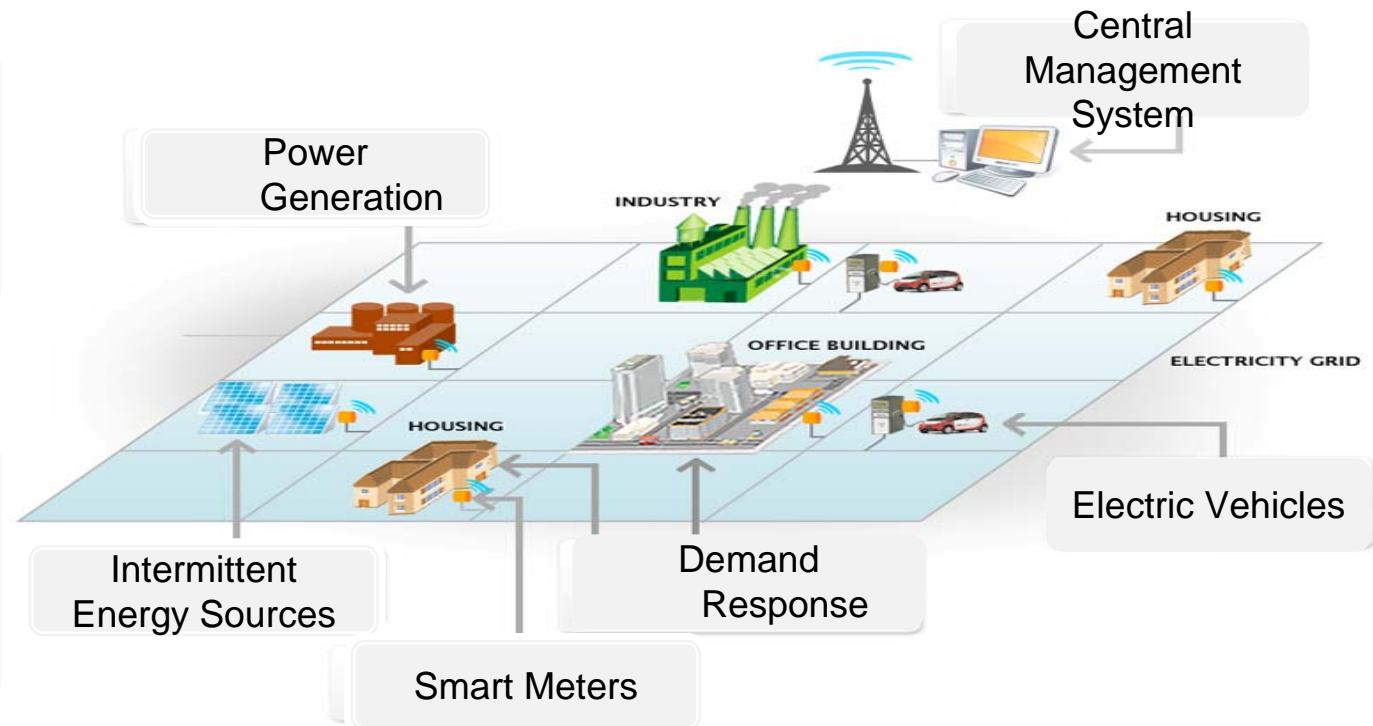 Central
Management
System
Power
Generation
INDUSTRY
HOUSING
OFFICE BUILDING
ELECTRICITY GRID
HOUSING
Electric Vehicles
Intermittent
Energy Sources
Demand
Response
Smart Meters